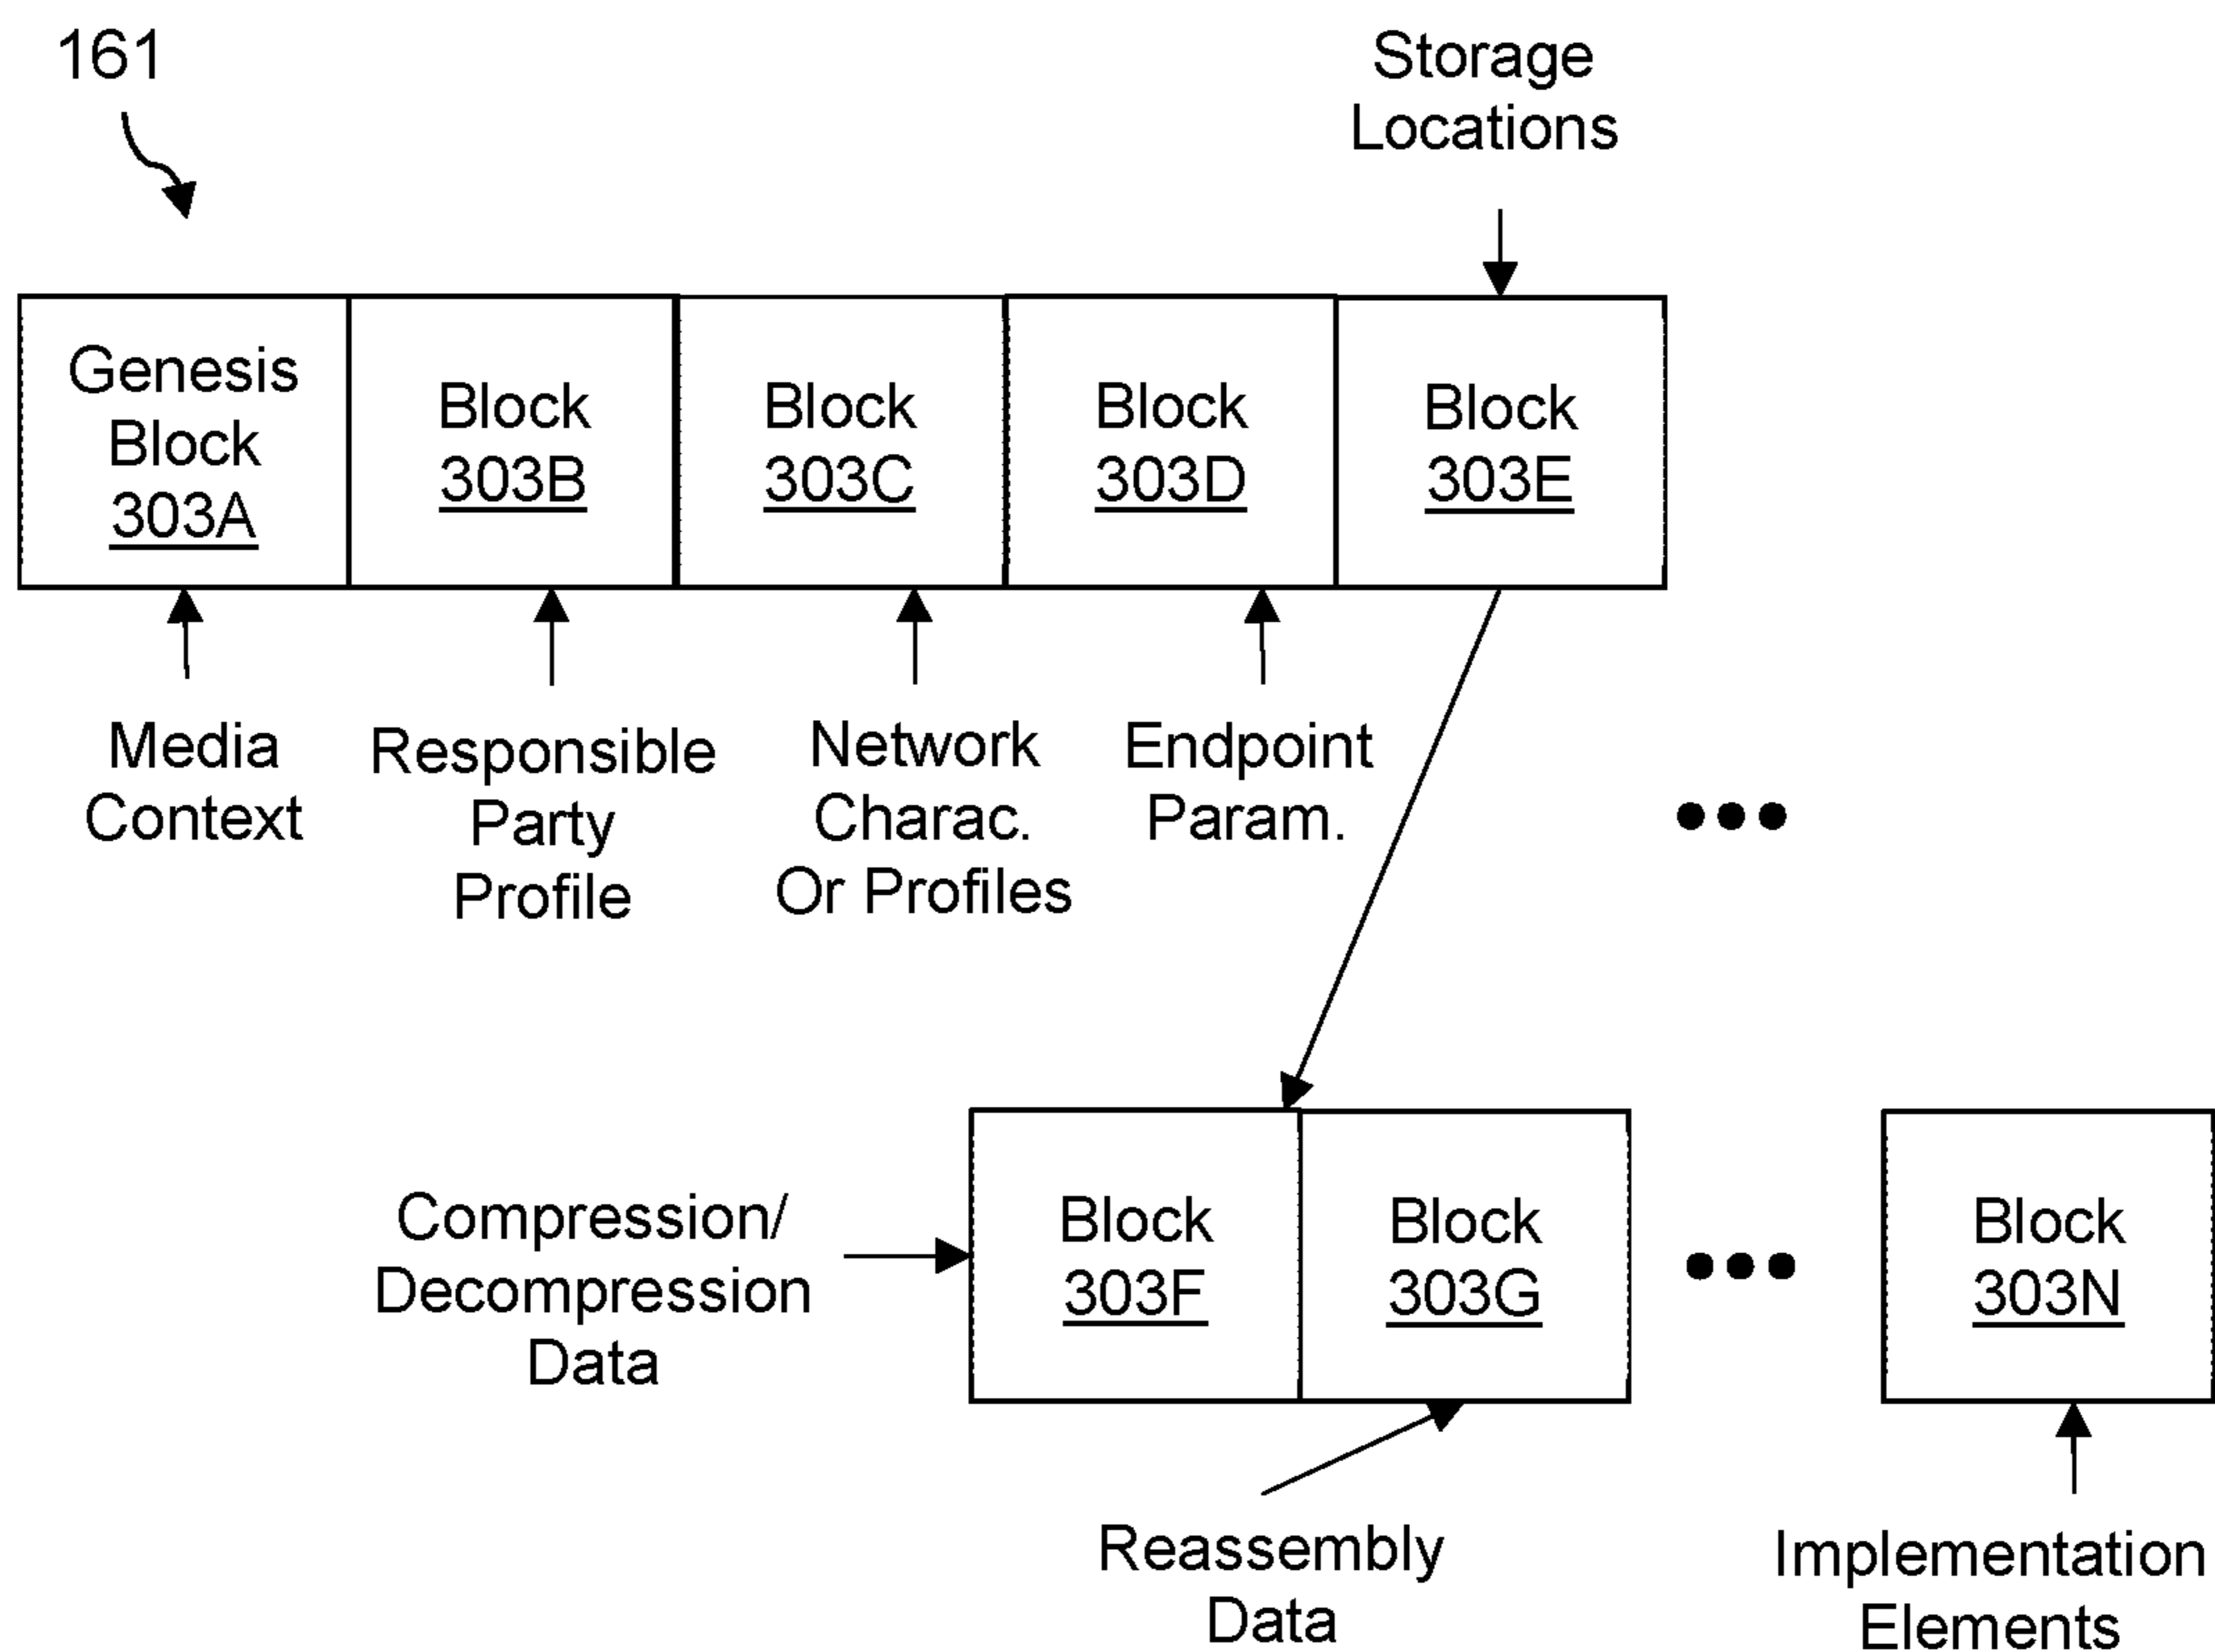 161
Storage
Locations
Genesis
Block
303A
Block
303B
Block
303C
Block
303D
Block
303E
Media
Context
Responsible
Party
Profile
Network
Charac.
Or Profiles
Endpoint
Param.
•••
Compression/
Decompression
Data
Block
303F
Block
303G
•••
Block
303N
Reassembly
Data
Implementation
Elements